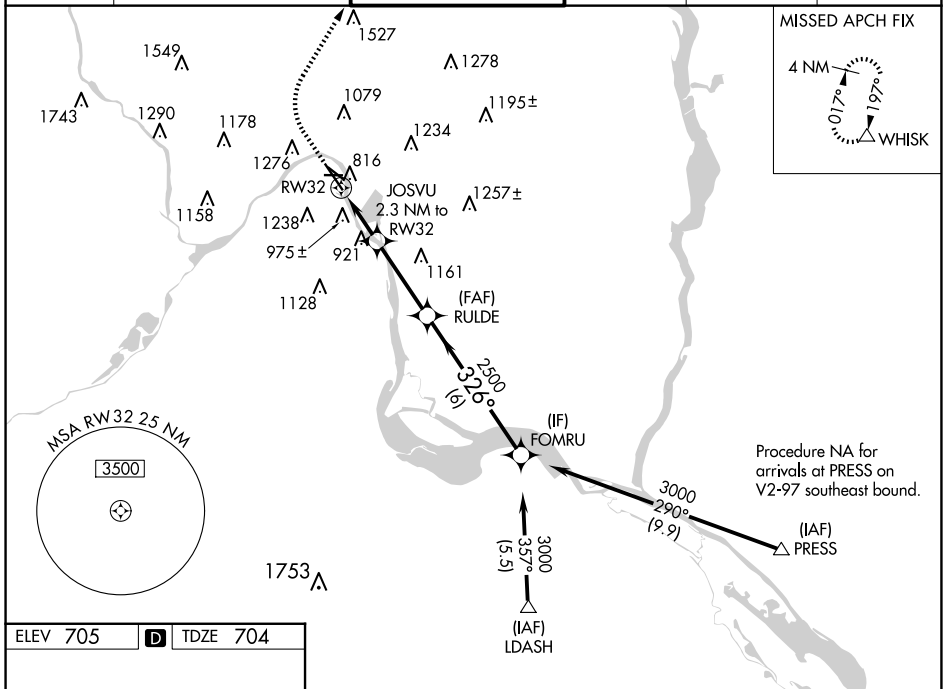 MISSED APCH FIX
4 NM
017°
197°
WHISK
1527
1549
1278
1743
1079
1195±
1290
1178
1234
1276
816
RW32
JOSVU
2.3 NM to
RW32
1257±
1158
1238
975±
921
1161
1128
(FAF)
RULDE
2500
326°
(6)
(IF)
FOMRU
MSA RW32 25 NM
3500
Procedure NA for
arrivals at PRESS on
V2-97 southeast bound.
3000
290°
(9.9)
(IAF)
PRESS
3000
357°
(5.5)
1753
(IAF)
LDASH
ELEV 705 D TDZE 704